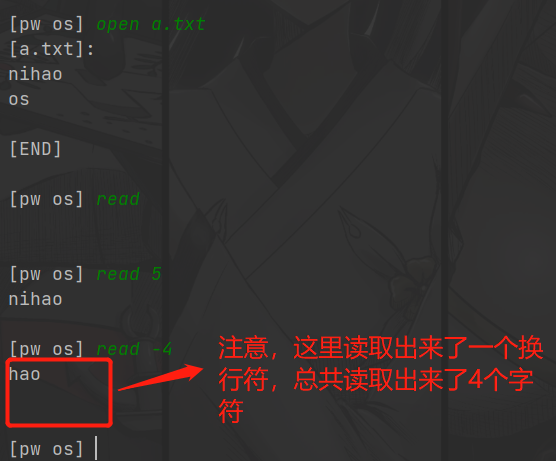 [pw os] open a.txt
[a.txt]:
nihao
os
[END]
[pw os] read
[pw os] read 5
nihao
[pw os] read -4
hao
注意，这里读取出来了一个换
行符，总共读取出来了4个字
符
[pw os]